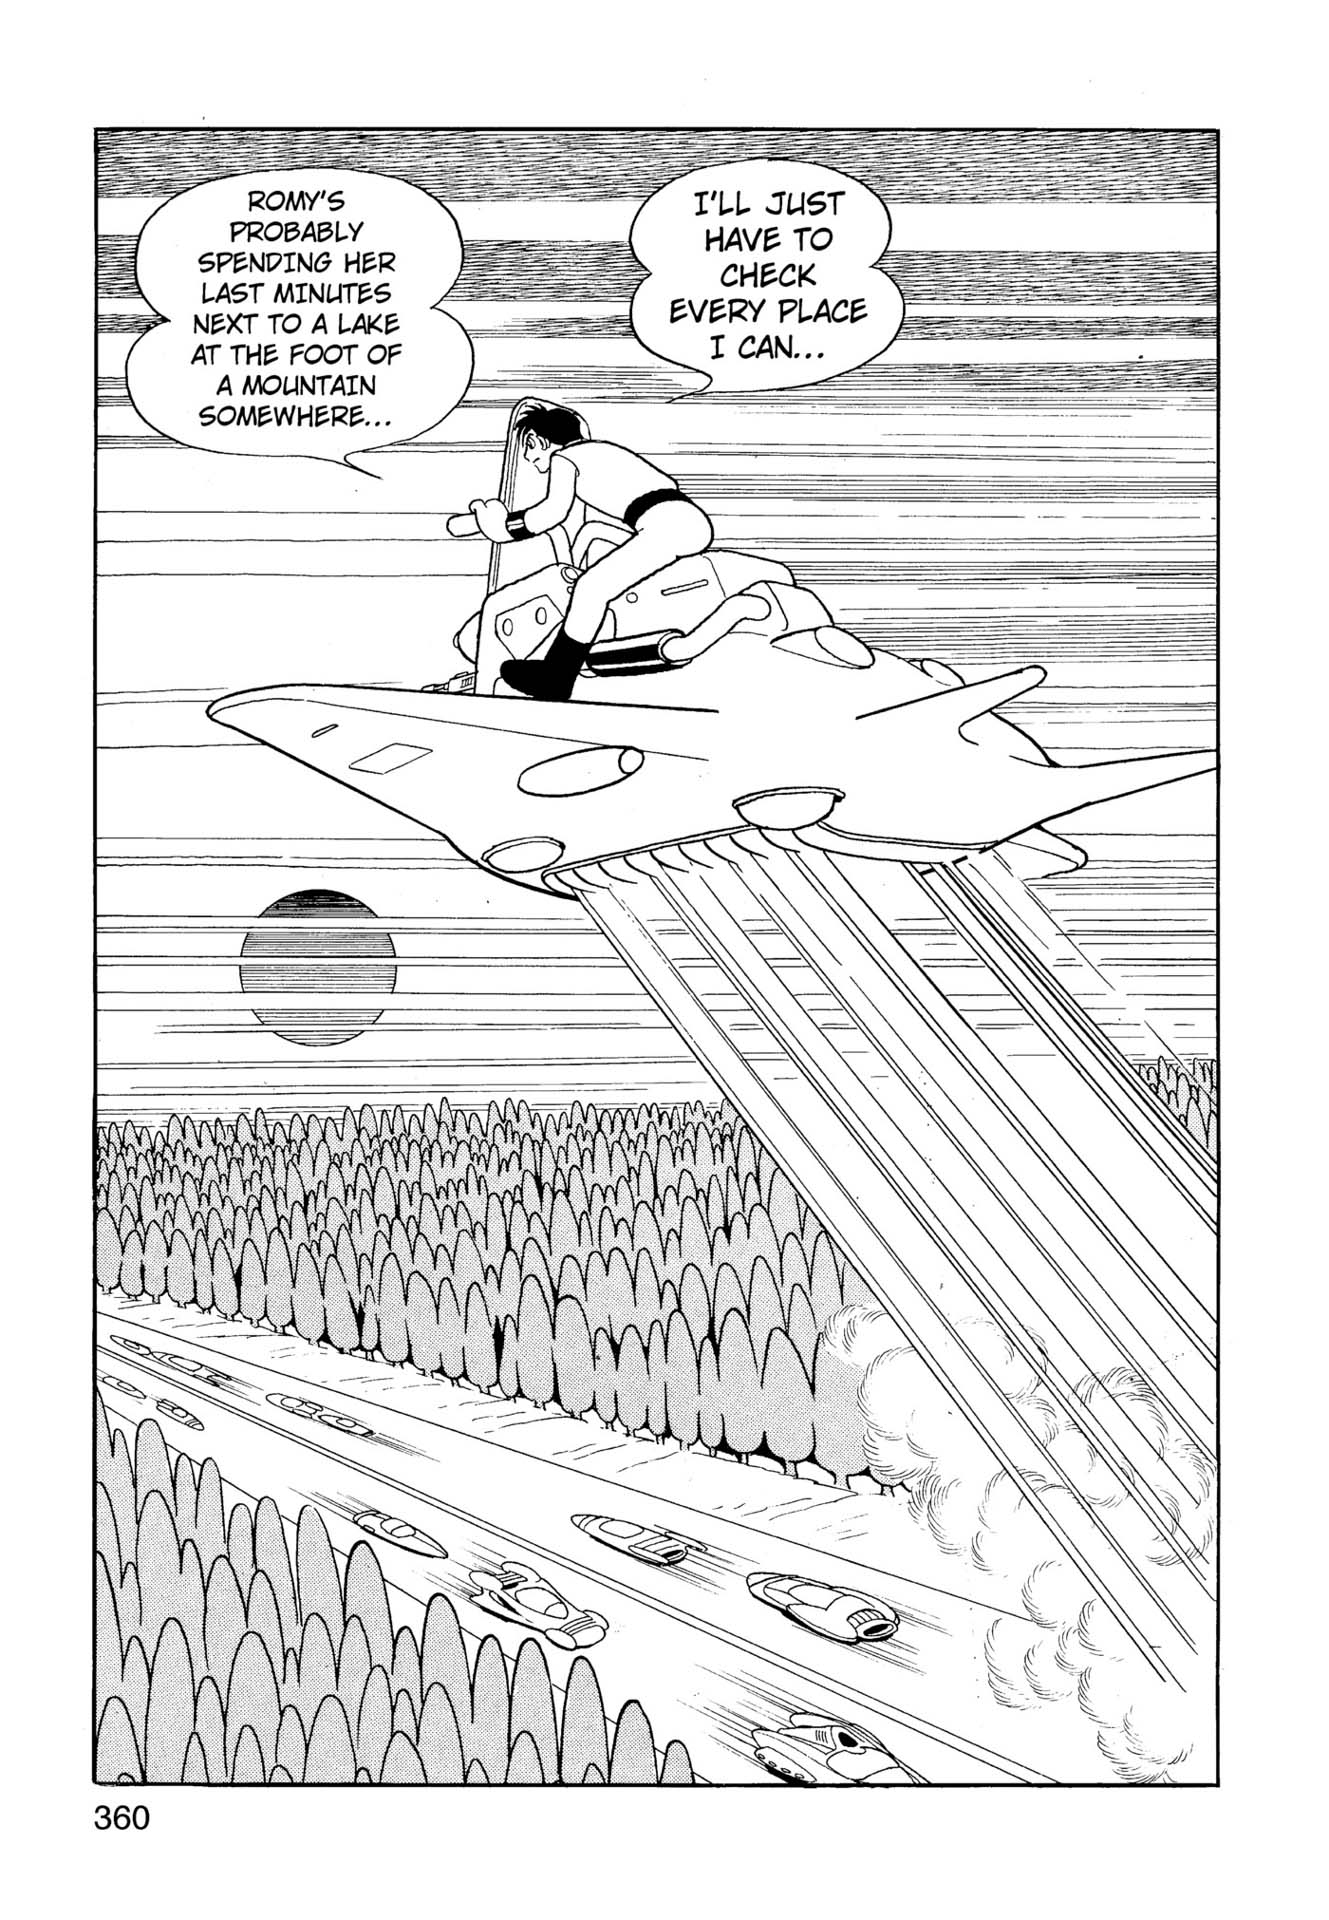 I'LL JUST
HAVE TO
CHECK
EVERY PLACE
I CAN...
ROMY'S
PROBABLY
SPENDING HER
LAST MINUTES
NEXT TO A LAKE
AT THE FOOT OF
A MOUNTAIN
SOMEWHERE...
360